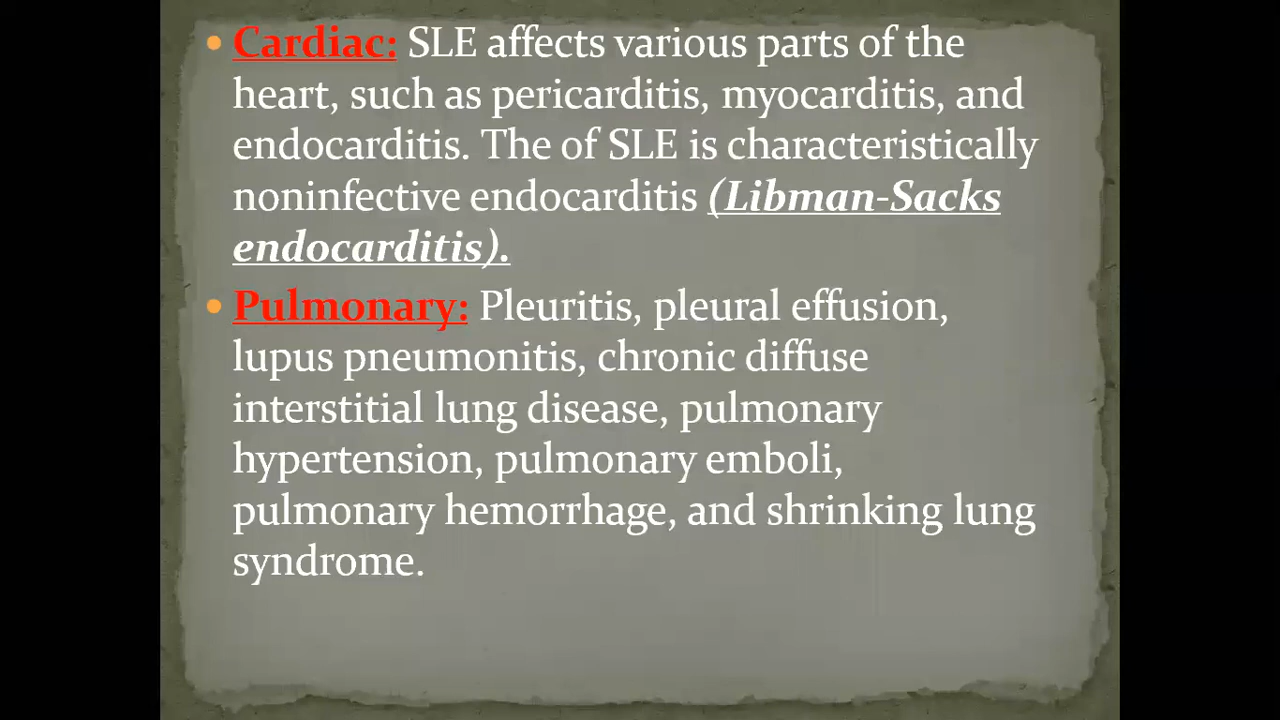 • Cardiac: SLE affects various parts of the
heart, such as pericarditis, myocarditis, and
endocarditis. The of SLE is characteristically
noninfective endocarditis (Libman-Sacks
endocarditis).
• Pulmonary: Pleuritis, pleural effusion,
lupus pneumonitis, chronic diffuse
interstitial lung disease, pulmonary
hypertension, pulmonary emboli,
pulmonary hemorrhage, and shrinking lung
syndrome.